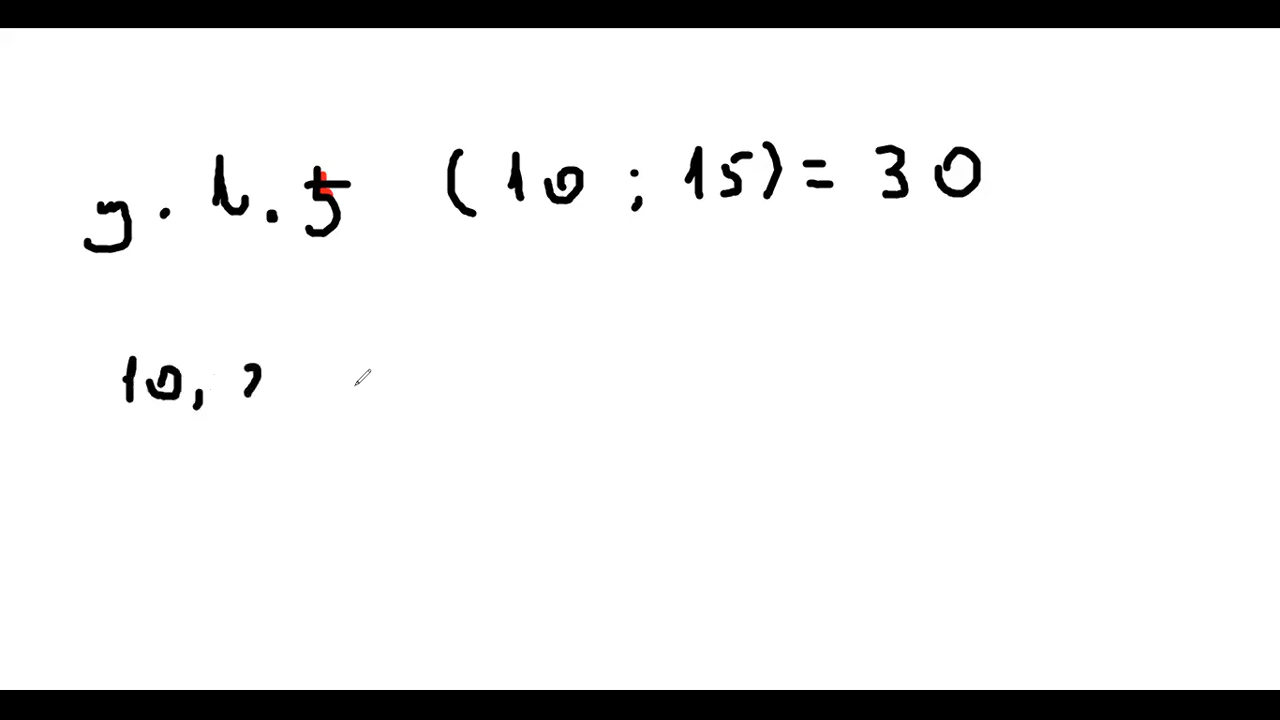 უ. ს. ჯ (10 ; 15) = 30
10,